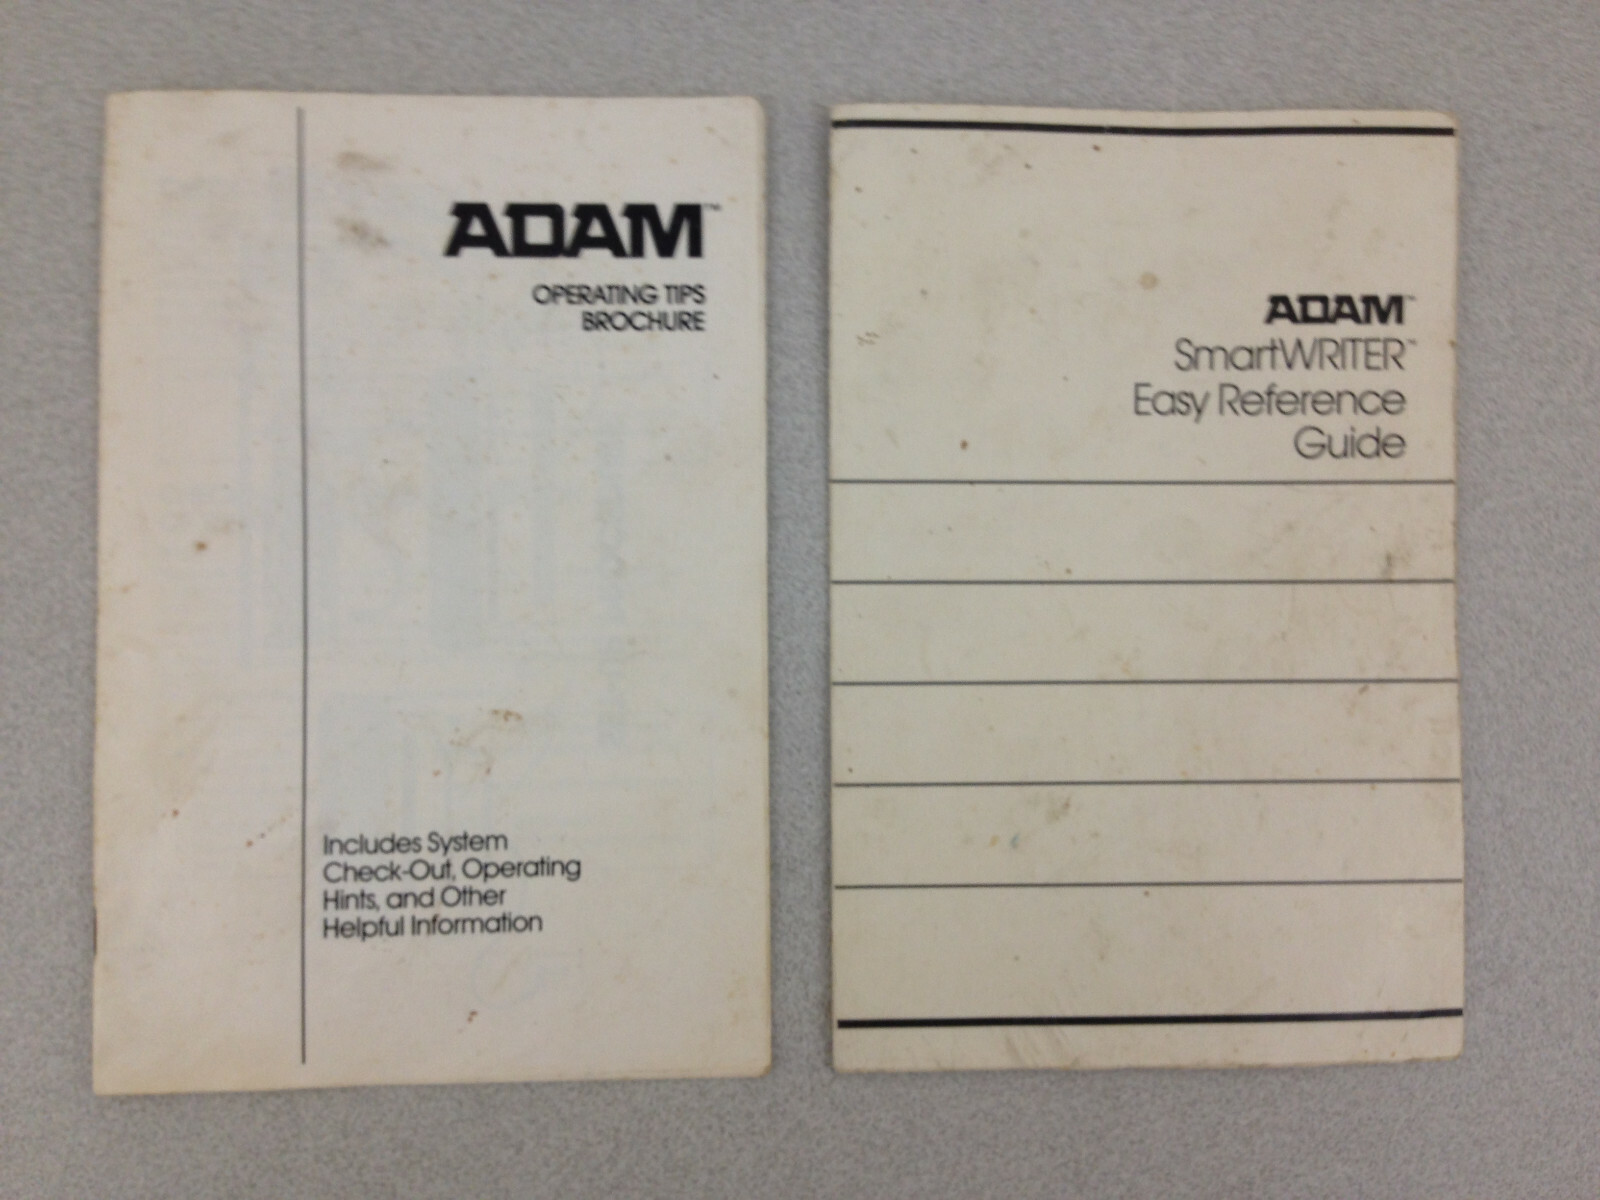 ADAM™
OPERATING TIPS
BROCHURE
Includes System
Check-Out, Operating
Hints, and Other
Helpful Information
ADAM™
SmartWRITER™
Easy Reference
Guide